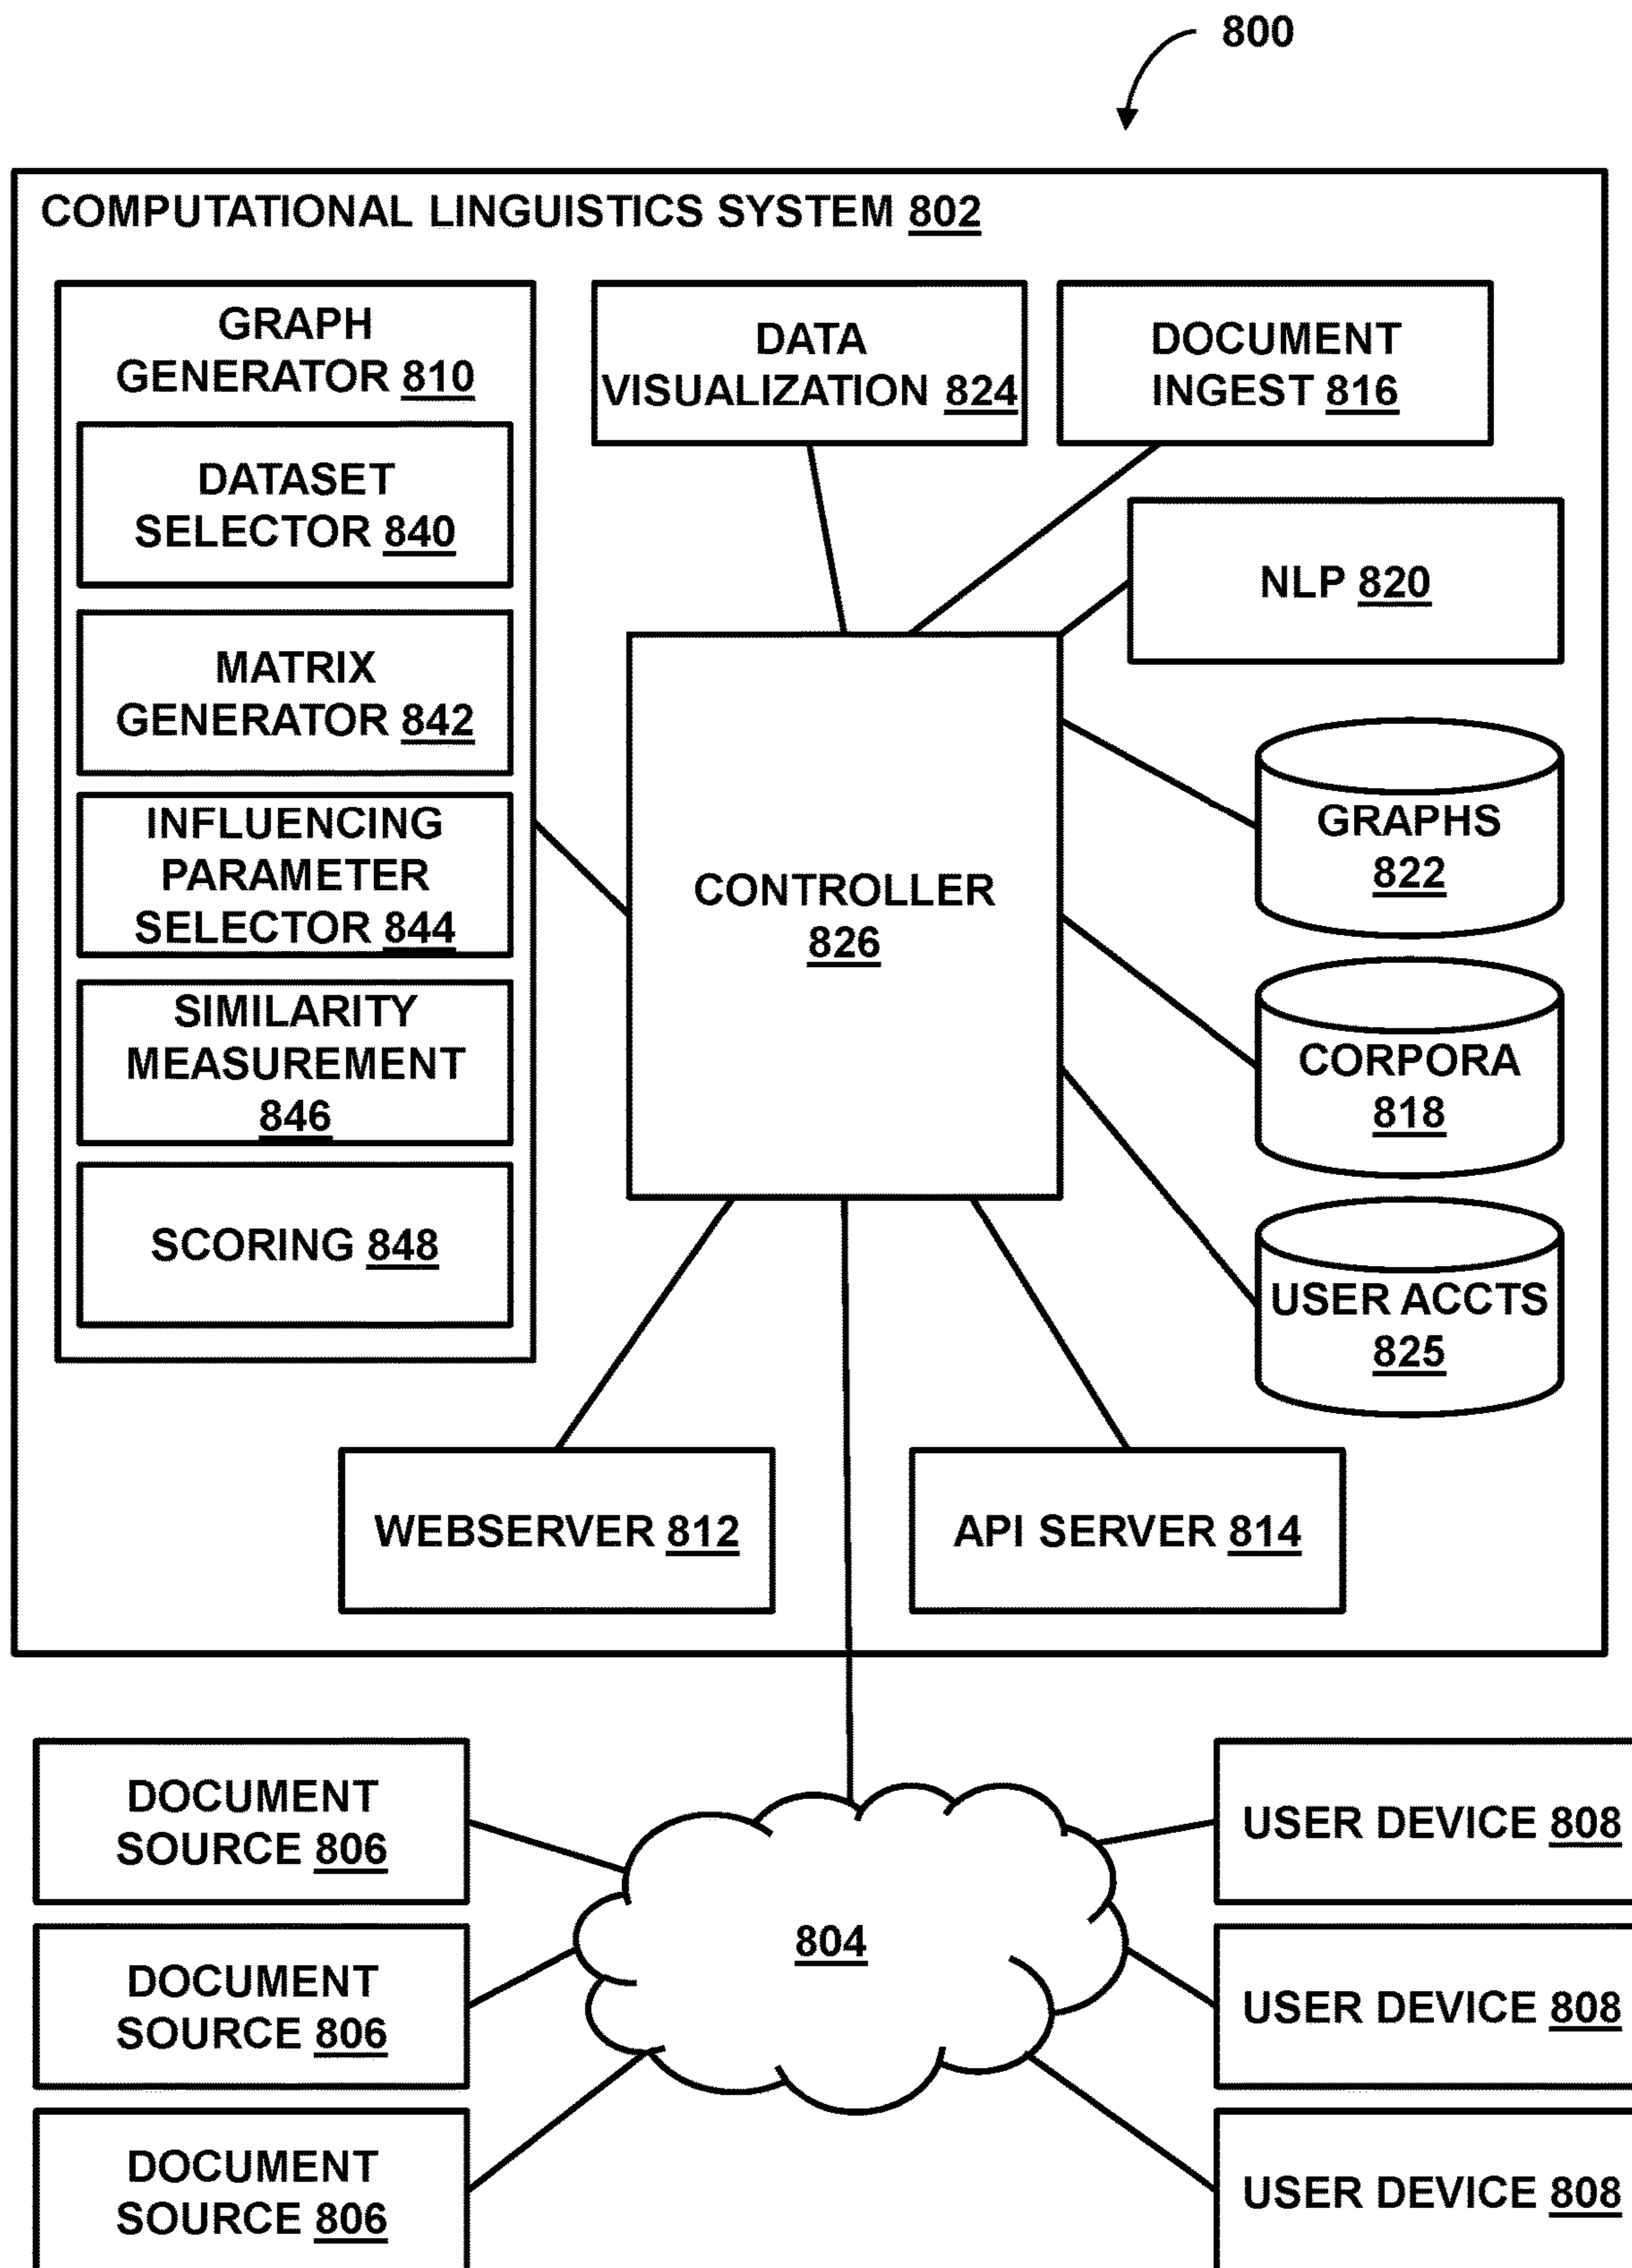 800
COMPUTATIONAL LINGUISTICS SYSTEM 802
GRAPH
GENERATOR 810
DATASET
SELECTOR 840
MATRIX
GENERATOR 842
INFLUENCING
PARAMETER
SELECTOR 844
SIMILARITY
MEASUREMENT
846
SCORING 848
DATA
VISUALIZATION 824
DOCUMENT
INGEST 816
NLP 820
CONTROLLER
826
GRAPHS
822
CORPORA
818
USER ACCTS
825
WEBSERVER 812
API SERVER 814
DOCUMENT
SOURCE 806
DOCUMENT
SOURCE 806
DOCUMENT
SOURCE 806
804
USER DEVICE 808
USER DEVICE 808
USER DEVICE 808